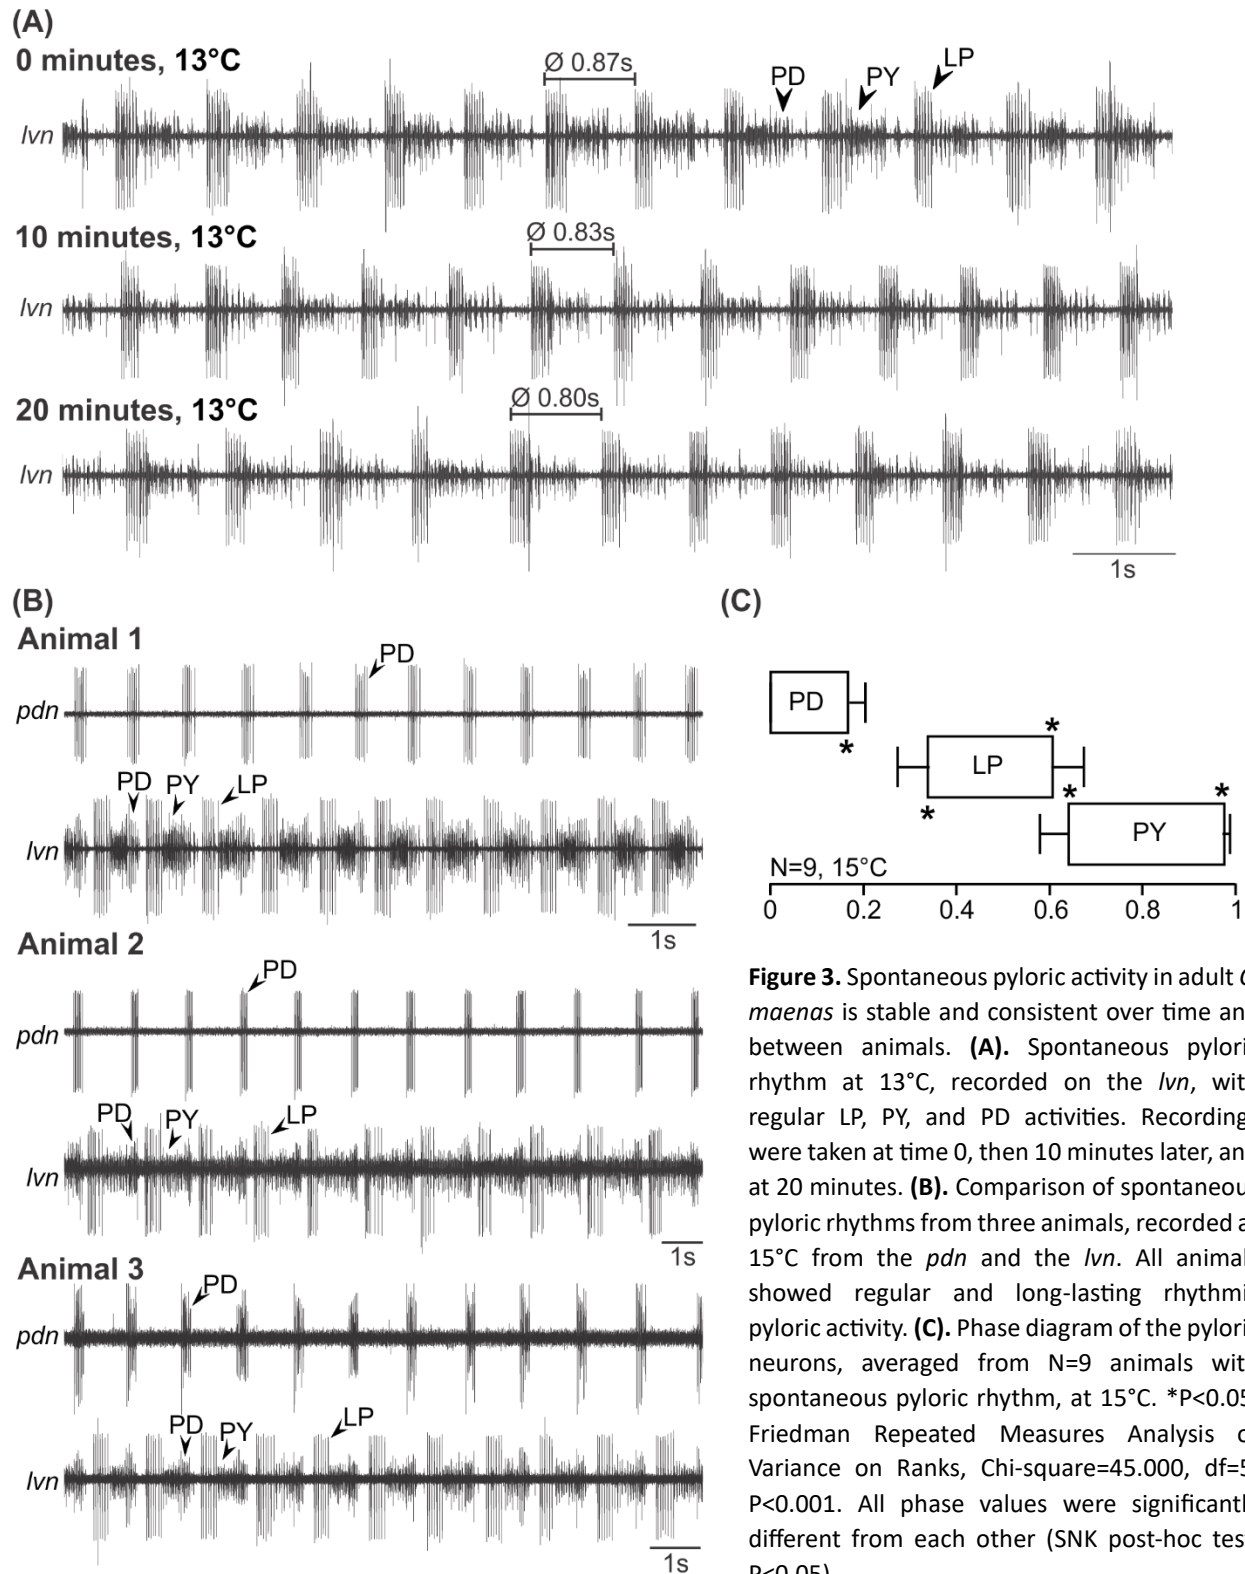 (A)
0 minutes, 13°C
Ø 0.87s
PD
PY
LP
lvn
10 minutes, 13°C
Ø 0.83s
lvn
20 minutes, 13°C
Ø 0.80s
lvn
1s
(B)
Animal 1
PD
pdn
PD
PY
LP
lvn
1s
Animal 2
PD
pdn
PD
PY
LP
lvn
1s
Animal 3
PD
pdn
PD
PY
LP
lvn
1s
(C)
PD
*
LP
*
*
PY
*
*
N=9, 15°C
0 0.2 0.4 0.6 0.8 1
Figure 3. Spontaneous pyloric activity in adult
maenas is stable and consistent over time an
between animals. (A). Spontaneous pylori
rhythm at 13°C, recorded on the lvn, wit
regular LP, PY, and PD activities. Recording
were taken at time 0, then 10 minutes later, an
at 20 minutes. (B). Comparison of spontaneou
pyloric rhythms from three animals, recorded a
15°C from the pdn and the lvn. All animal
showed regular and long-lasting rhythmi
pyloric activity. (C). Phase diagram of the pylori
neurons, averaged from N=9 animals wit
spontaneous pyloric rhythm, at 15°C. *P<0.05
Friedman Repeated Measures Analysis o
Variance on Ranks, Chi-square=45.000, df=5
P<0.001. All phase values were significantl
different from each other (SNK post-hoc tes
P<0.05)